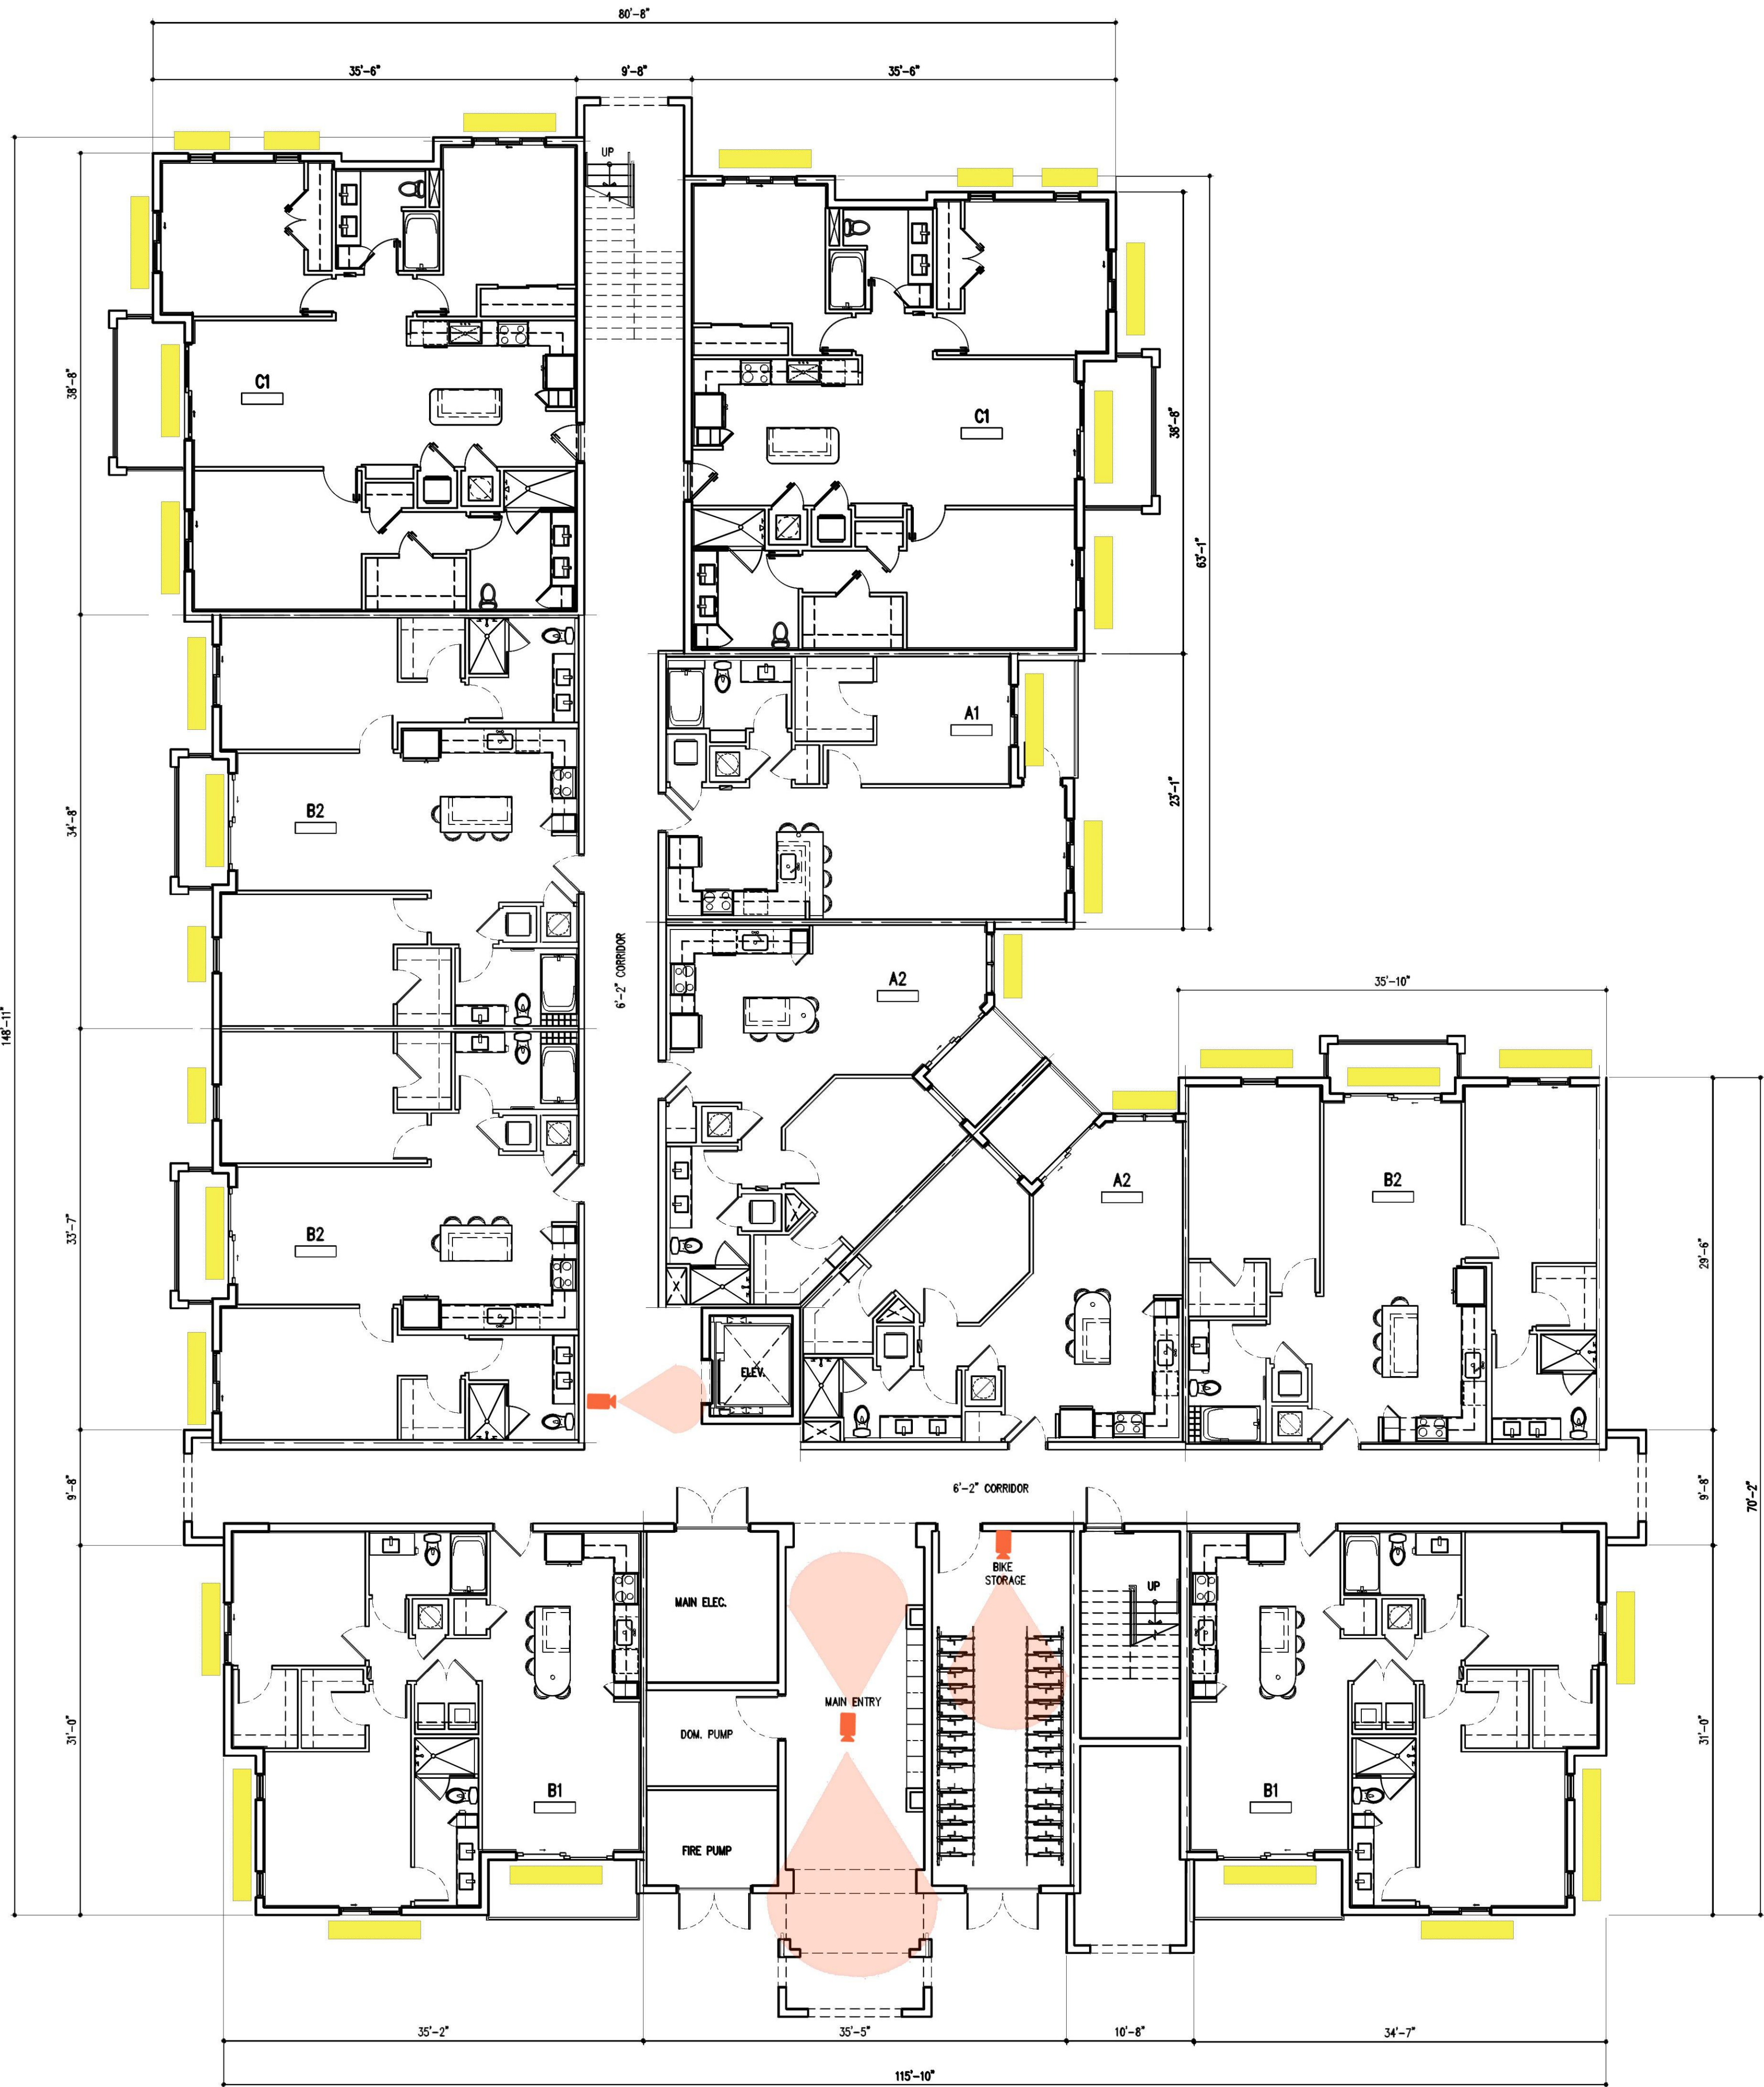 80'-8"
35'-6"
9'-8"
35'-6"
UP
C1
C1
38'-8"
38'-8"
63'-1"
A1
B2
34'-8"
23'-1"
6'-2" CORRIDOR
A2
35'-10"
148'-11"
A2
B2
B2
33'-7"
29'-6"
ELEV.
9'-8"
6'-2" CORRIDOR
9'-8"
70'-2"
BIKE
STORAGE
UP
MAIN ELEC.
MAIN ENTRY
DOM. PUMP
31'-0"
31'-0"
B1
B1
FIRE PUMP
35'-2"
35'-5"
10'-8"
34'-7"
115'-10"